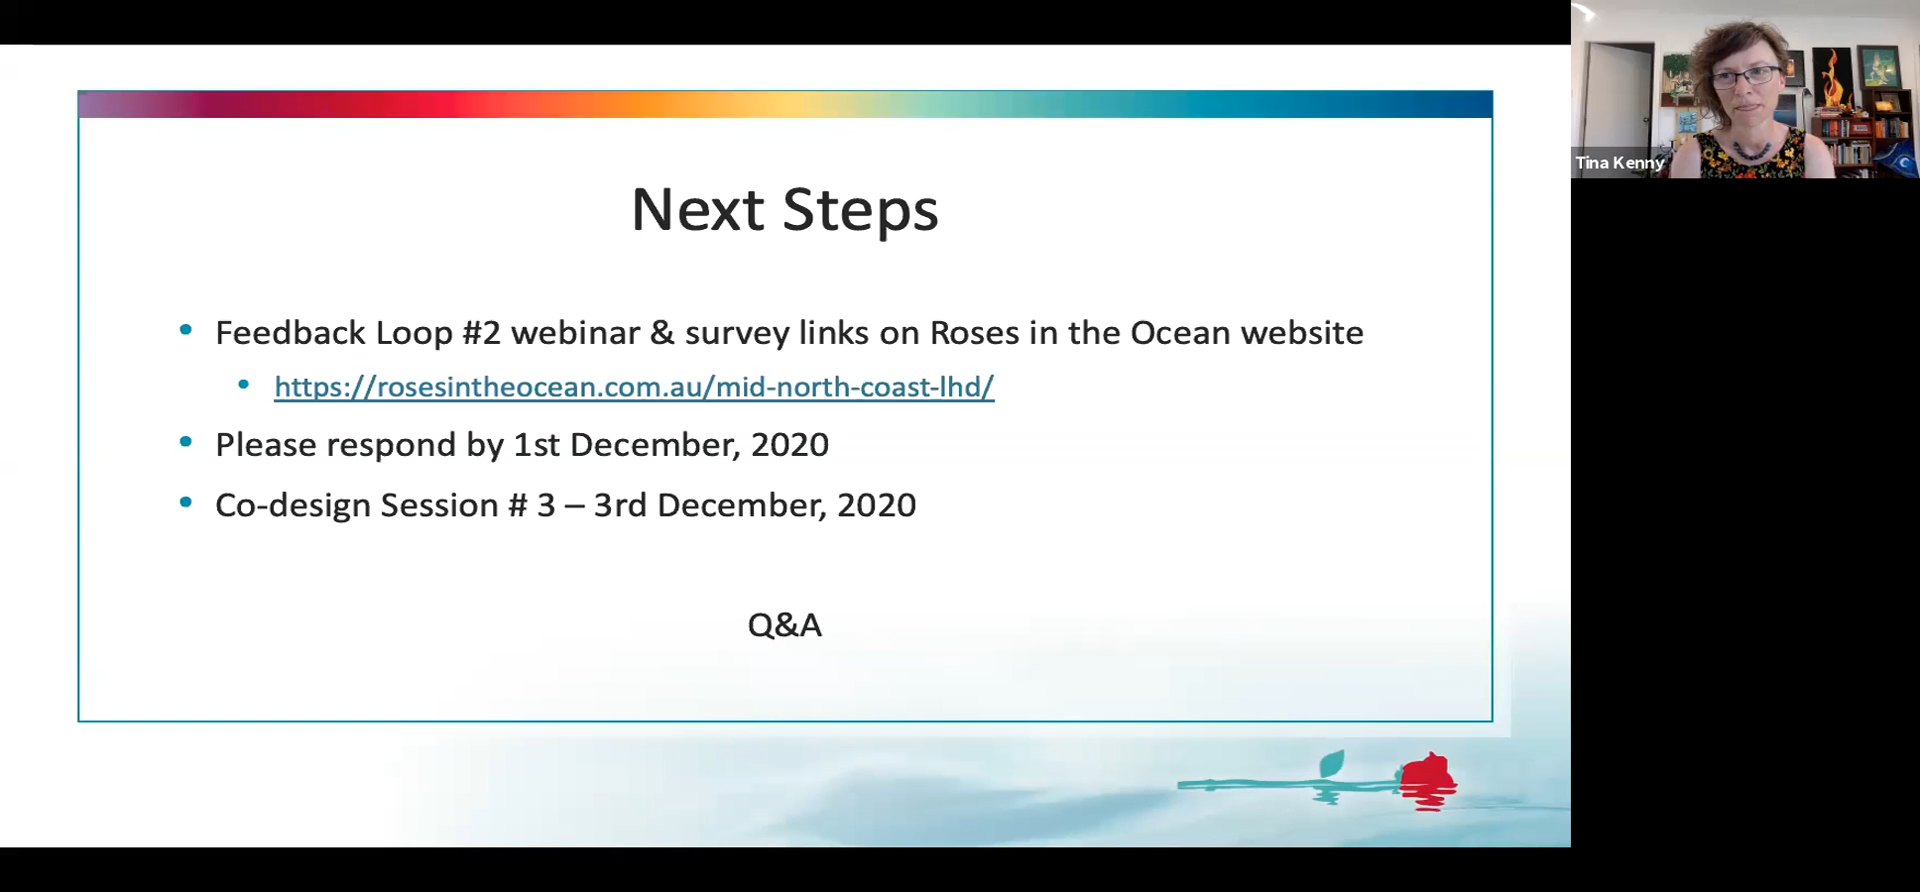 Next Steps
Feedback Loop #2 webinar & survey links on Roses in the Ocean website
https://rosesintheocean.com.au/mid-north-coast-lhd/
Please respond by 1st December, 2020
Co-design Session # 3 – 3rd December, 2020
Q&A
Tina Kenny